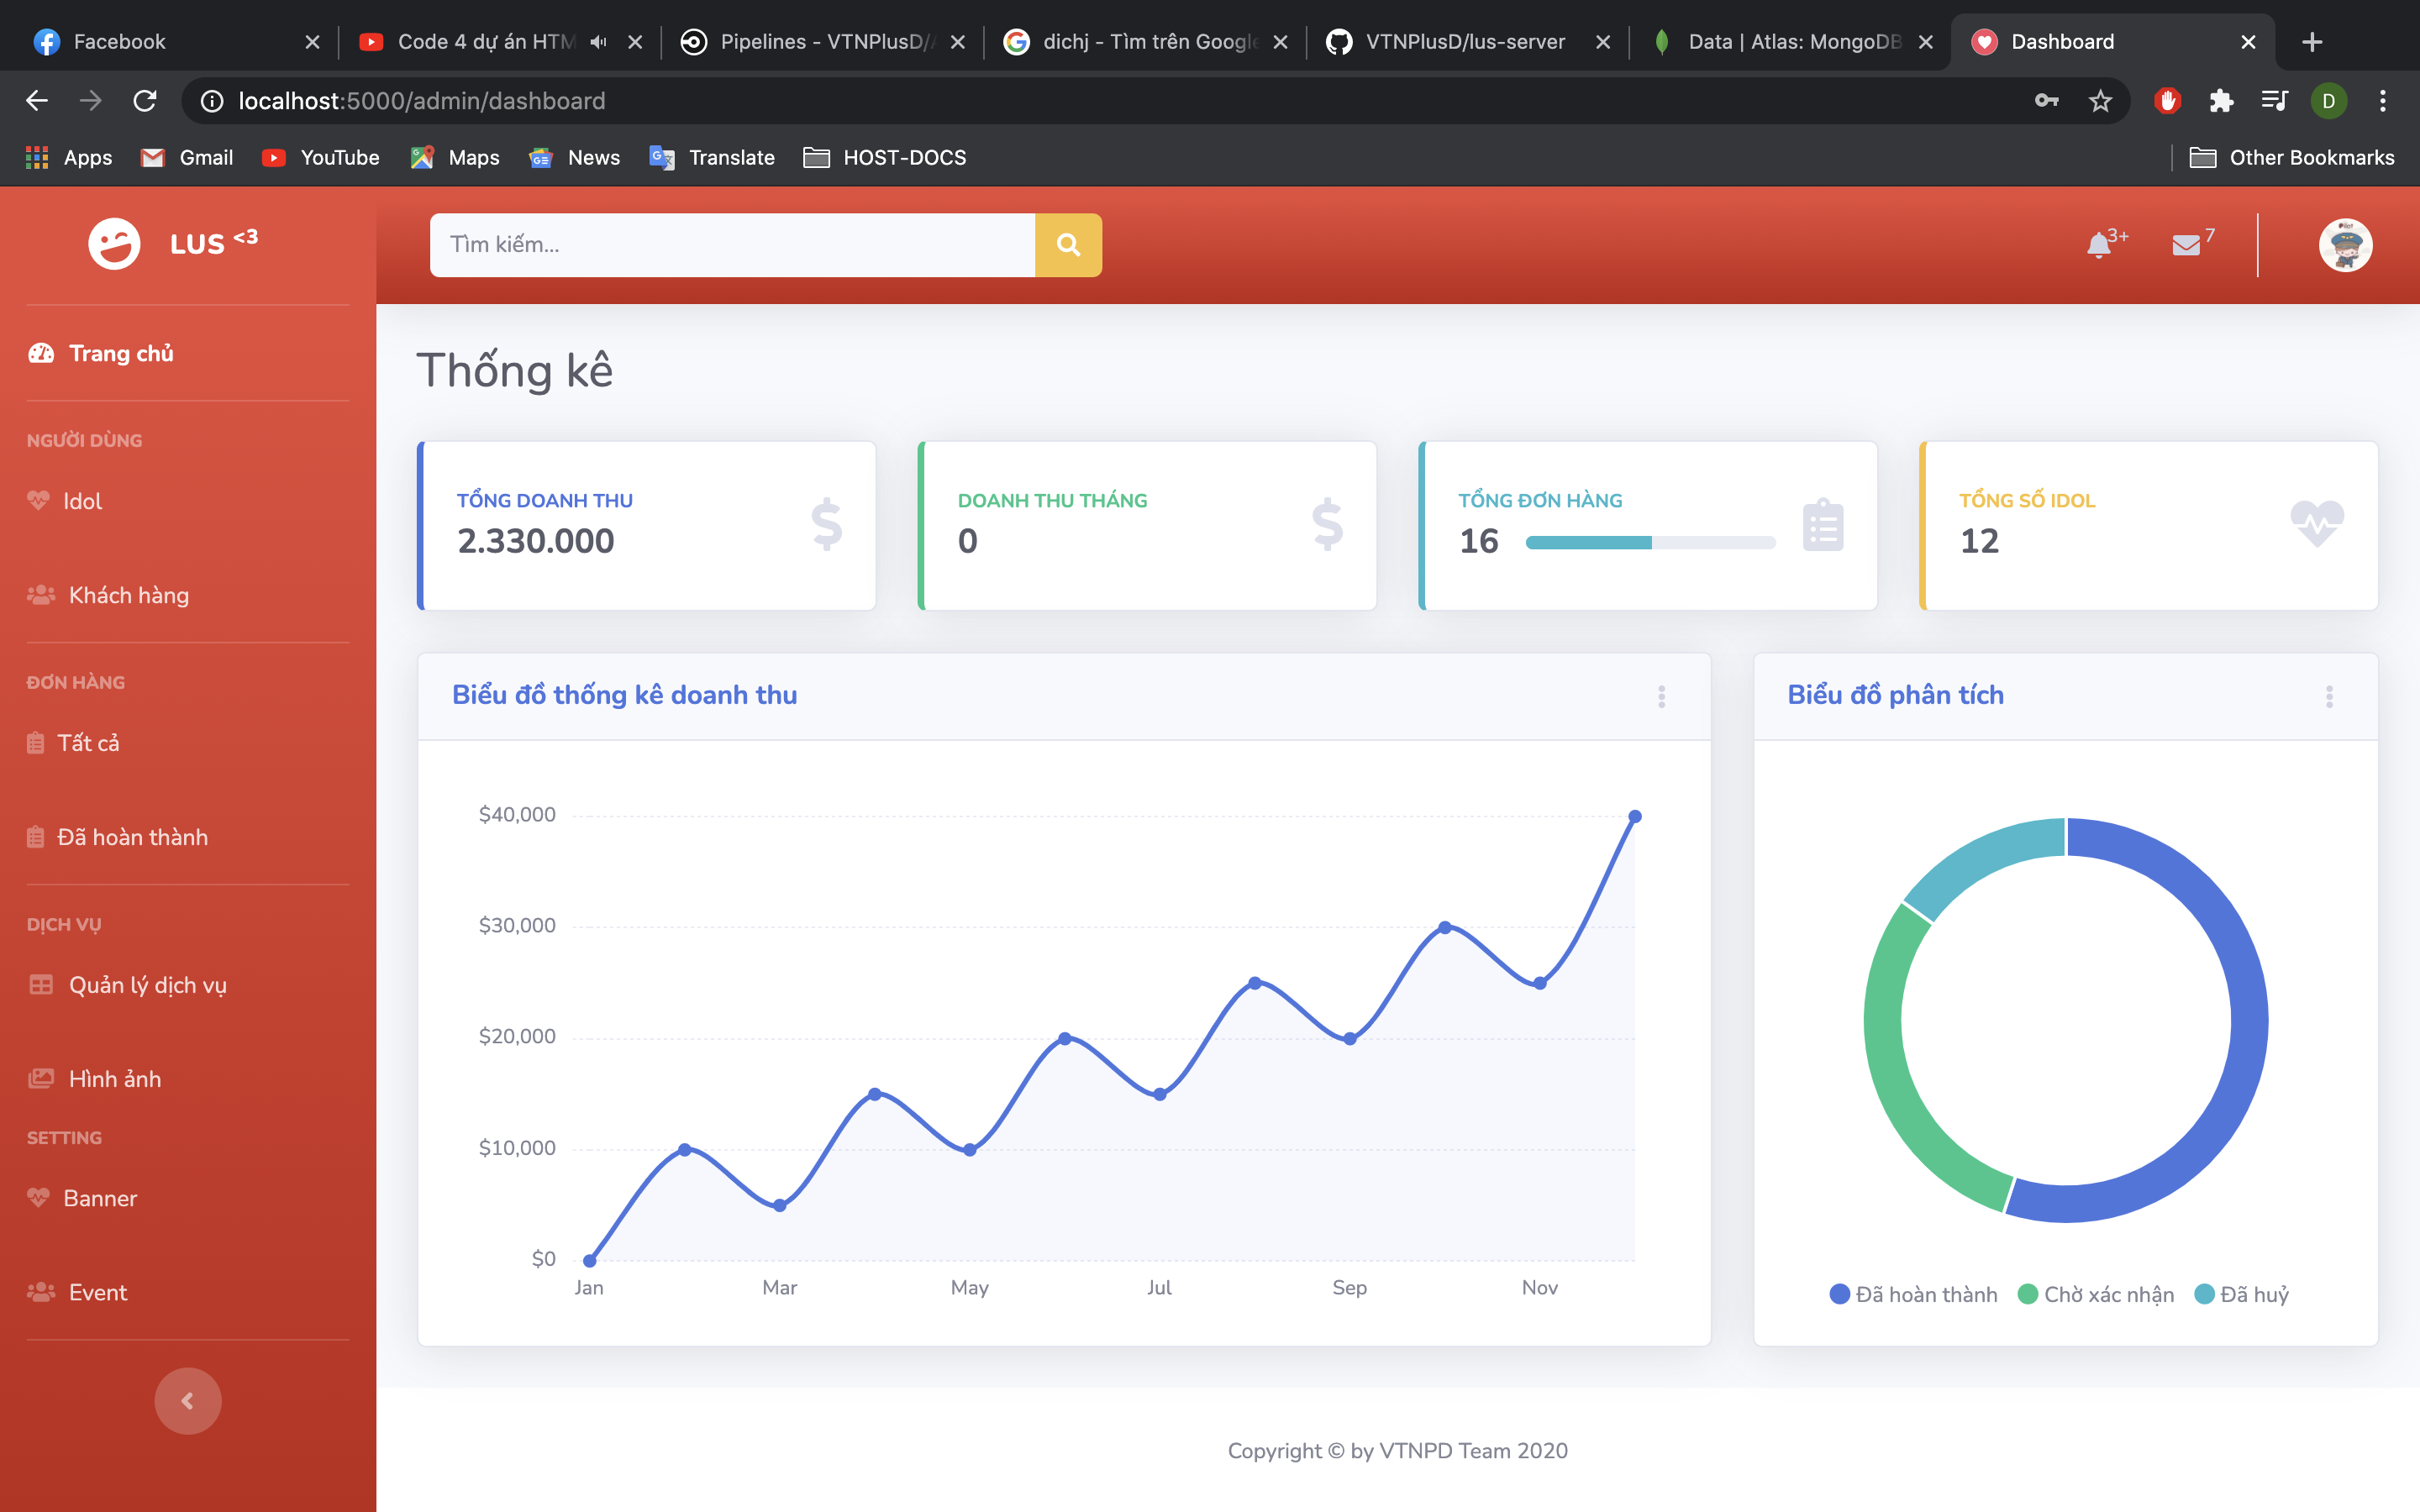 Facebook
Code 4 dự án HTM
Pipelines - VTNPlusD/
dichj - Tìm trên Google
VTNPlusD/lus-server
Data | Atlas: MongoDB
Dashboard
localhost:5000/admin/dashboard
D
Apps
Gmail
YouTube
Maps
News
Translate
HOST-DOCS
Other Bookmarks
LUS <3
Tìm kiếm...
3+
7
Trang chủ
NGƯỜI DÙNG
Idol
Khách hàng
ĐƠN HÀNG
Tất cả
Đã hoàn thành
DỊCH VỤ
Quản lý dịch vụ
Hình ảnh
SETTING
Banner
Event
Thống kê
TỔNG DOANH THU
2.330.000
DOANH THU THÁNG
0
TỔNG ĐƠN HÀNG
16
TỔNG SỐ IDOL
12
Biểu đồ thống kê doanh thu
$40,000
$30,000
$20,000
$10,000
$0
Jan Mar May Jul Sep Nov
Biểu đồ phân tích
Đã hoàn thành Chờ xác nhận Đã huỷ
Copyright © by VTNPD Team 2020